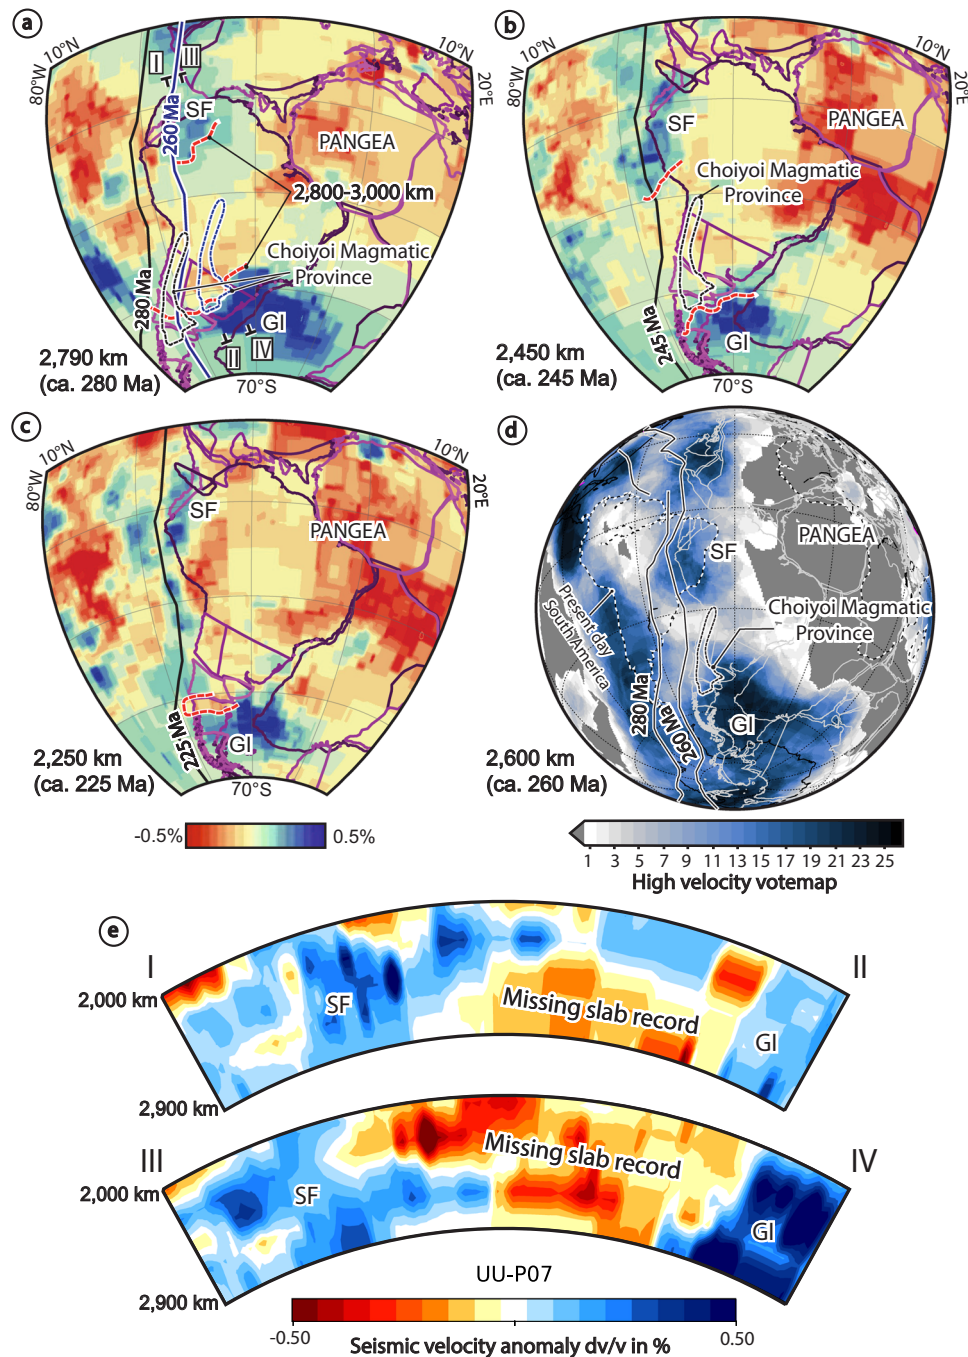 a
10°N
80°W
I
III
260 Ma
SF
10°N
20°E
PANGEA
2,800-3,000 km
Choiyoi Magmatic
Province
280 Ma
GI
II
IV
2,790 km
(ca. 280 Ma)
70°S
b
10°N
80°W
SF
10°N
20°E
PANGEA
Choiyoi Magmatic
Province
245 Ma
GI
2,450 km
(ca. 245 Ma)
70°S
c
10°N
80°W
SF
10°N
20°E
PANGEA
225 Ma
GI
2,250 km
(ca. 225 Ma)
70°S
-0.5%
0.5%
d
SF
PANGEA
Present day
South America
Choiyoi Magmatic
Province
280 Ma
260 Ma
GI
2,600 km
(ca. 260 Ma)
1 3 5 7 9 11 13 15 17 19 21 23 25
High velocity votemap
e
I
II
2,000 km
SF
Missing slab record
GI
2,900 km
III
IV
2,000 km
SF
Missing slab record
GI
2,900 km
UU-P07
-0.50
0.50
Seismic velocity anomaly dv/v in %